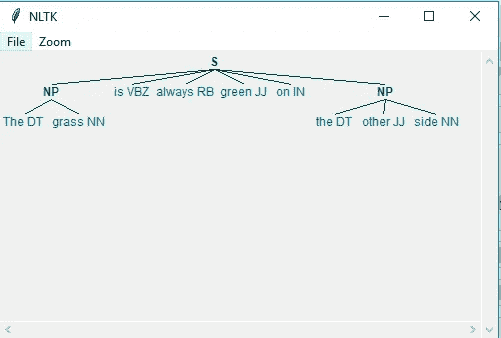 NLTK
File Zoom
S
NP is VBZ always RB green JJ on IN NP
The DT grass NN the DT other JJ side NN